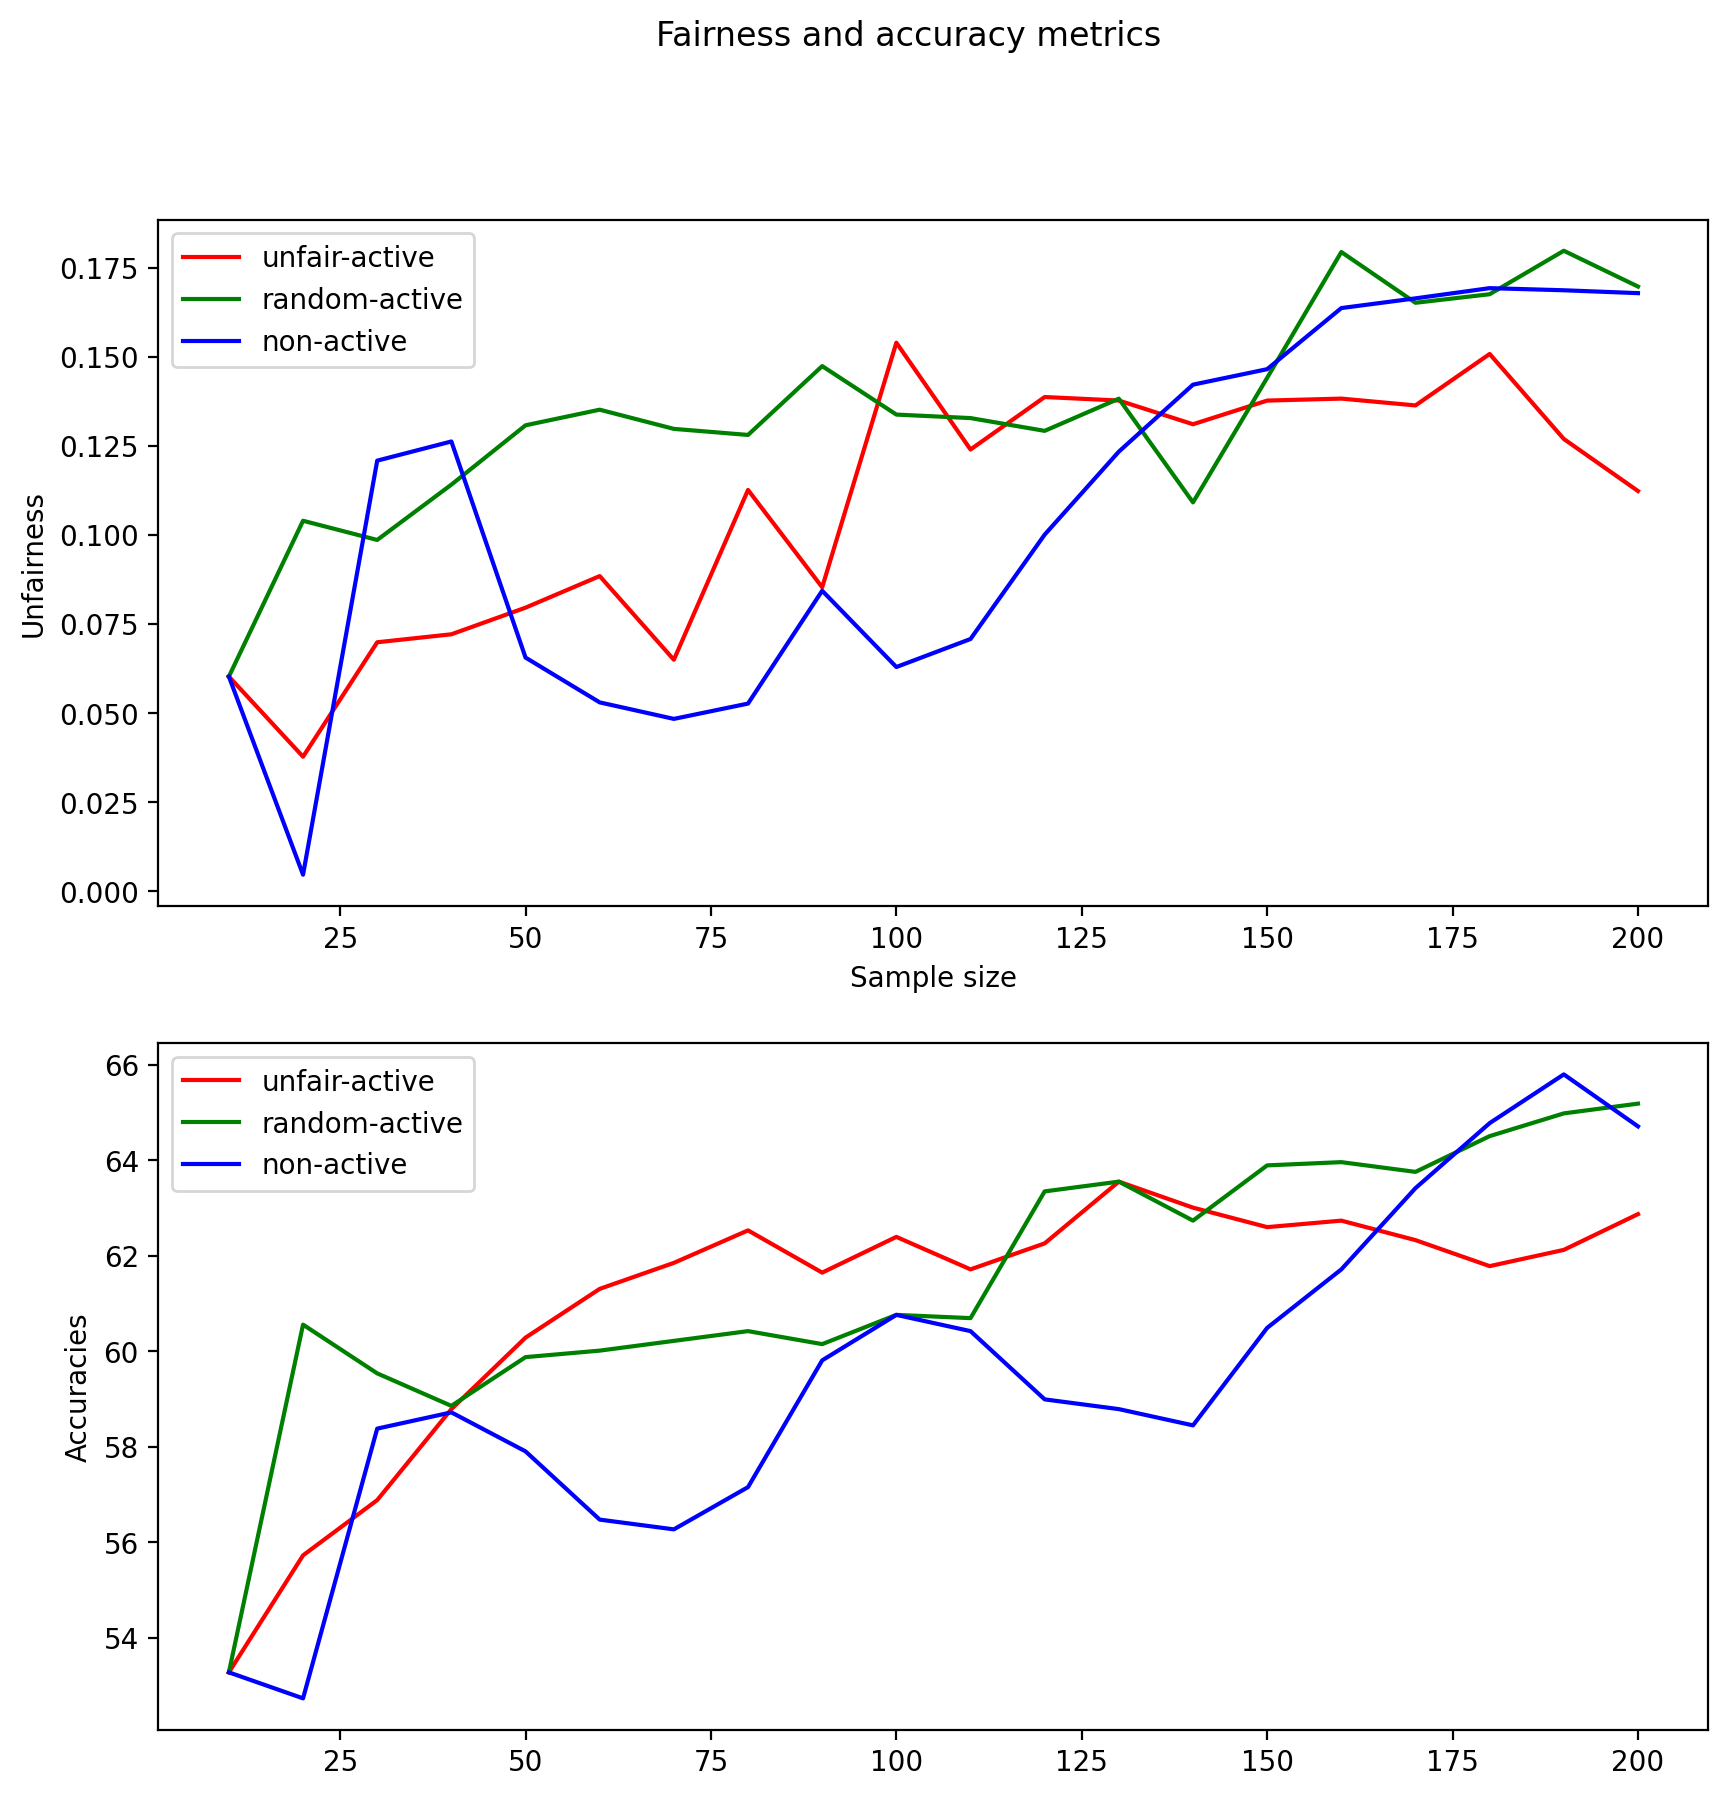 Fairness and accuracy metrics
unfair-active
random-active
non-active
0.175
0.150
0.125
0.100
0.075
0.050
0.025
0.000
Unfairness
25 50 75 100 125 150 175 200
Sample size
unfair-active
random-active
non-active
66
64
62
60
58
56
54
Accuracies
25 50 75 100 125 150 175 200